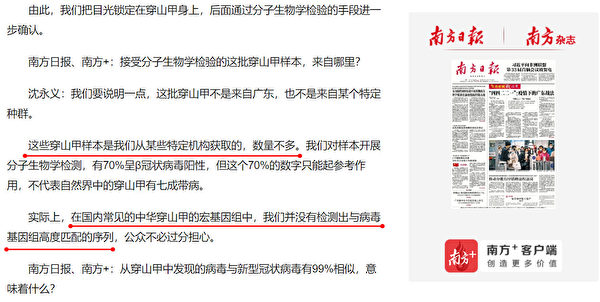 由此，我们把目光锁定在穿山甲身上，后面通过分子生物学检验的手段进一
步确认。
南方日报、南方+：接受分子生物学检验的这批穿山甲样本，来自哪里？
沈永义：我们要说明一点，这批穿山甲不是来自广东，也不是来自某个特定
种群。
这些穿山甲样本是我们从某些特定机构获取的，数量不多。我们对样本开展
分子生物学检测，有70%呈β冠状病毒阳性，但这个70%的数字只能起参考作
用，不代表自然界中的穿山甲有七成带病。
实际上，在国内常见的中华穿山甲的宏基因组中，我们并没有检测出与病毒
基因组高度匹配的序列，公众不必过分担心。
南方日报、南方+：从穿山甲中发现的病毒与新型冠状病毒有99%相似，意
味着什么？
南方日报
南方杂志
南方日报
南方+
南方+客户端
创造更多价值